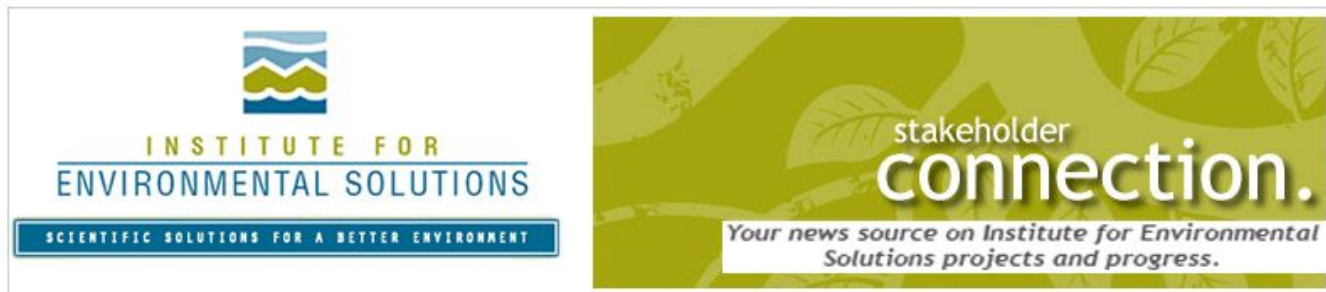 INSTITUTE FOR
ENVIRONMENTAL SOLUTIONS
SCIENTIFIC SOLUTIONS FOR A BETTER ENVIRONMENT
stakeholder
connection.
Your news source on Institute for Environmental
Solutions projects and progress.